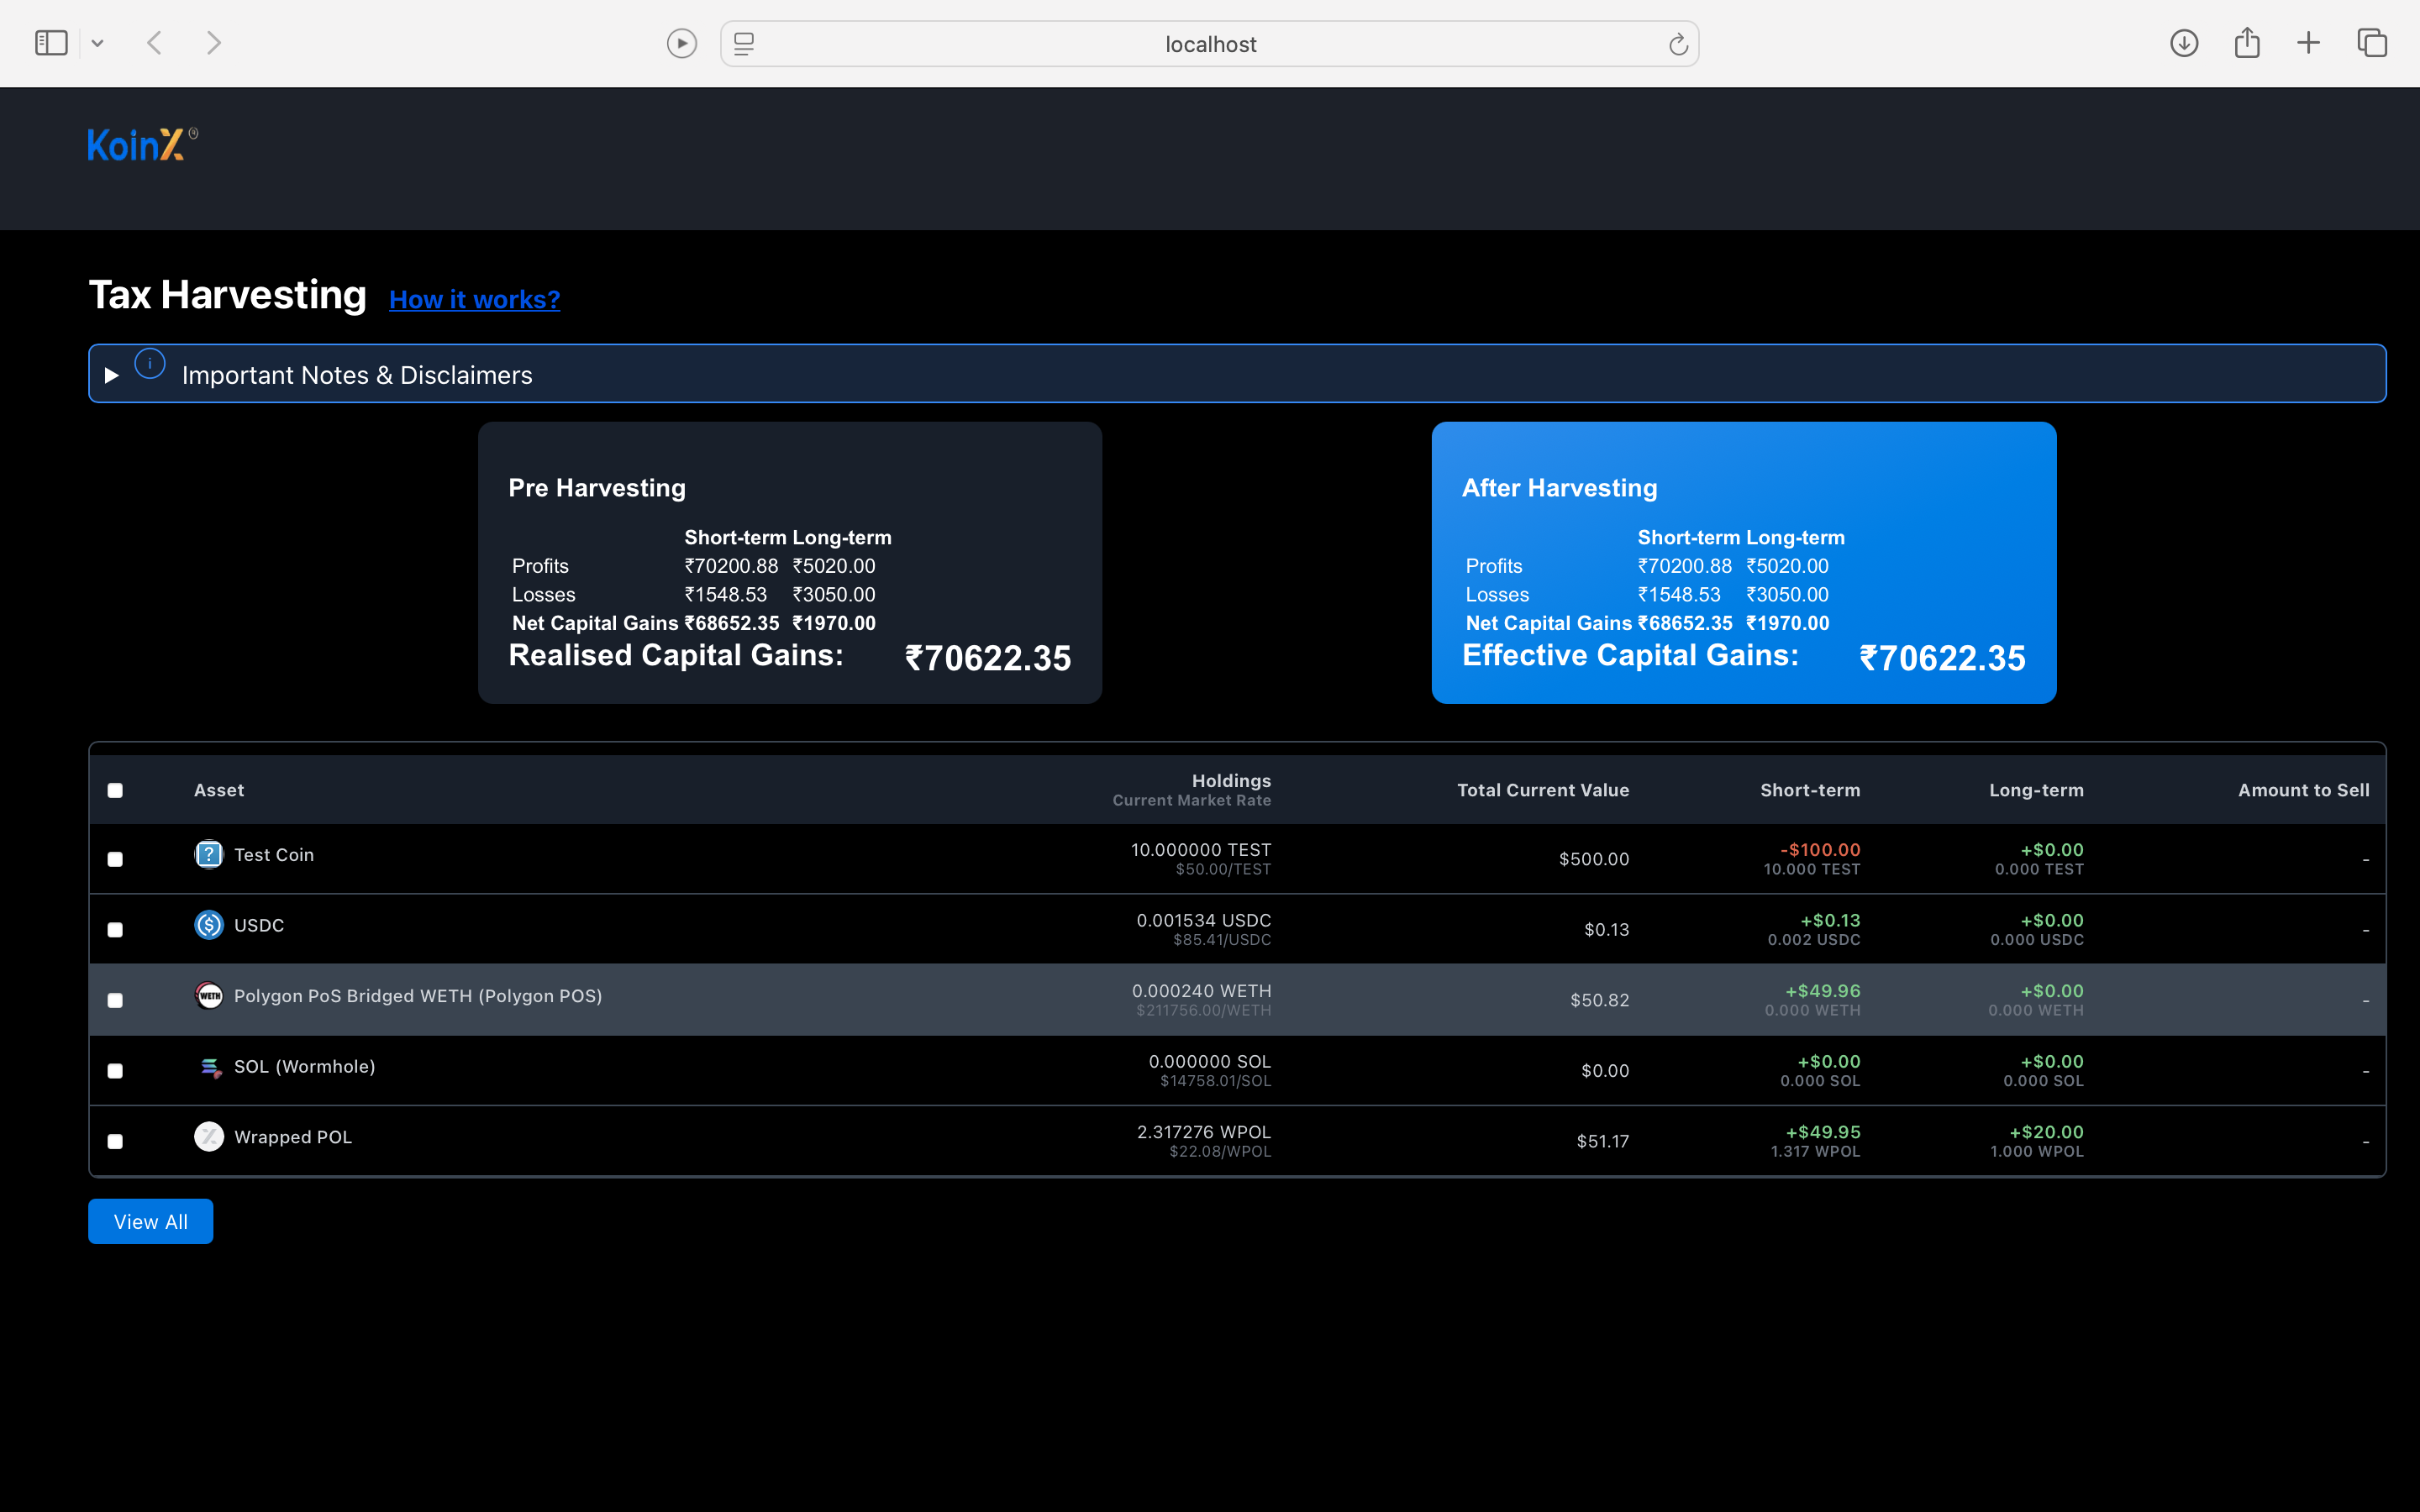 localhost
KoinX®
Tax Harvesting How it works?
Important Notes & Disclaimers
Pre Harvesting
Short-term Long-term
Profits ₹70200.88 ₹5020.00
Losses ₹1548.53 ₹3050.00
Net Capital Gains ₹68652.35 ₹1970.00
Realised Capital Gains: ₹70622.35
After Harvesting
Short-term Long-term
Profits ₹70200.88 ₹5020.00
Losses ₹1548.53 ₹3050.00
Net Capital Gains ₹68652.35 ₹1970.00
Effective Capital Gains: ₹70622.35
Asset Holdings Total Current Value Short-term Long-term Amount to Sell
Current Market Rate
Test Coin 10.000000 TEST $500.00 -$100.00 +$0.00 -
$50.00/TEST 10.000 TEST 0.000 TEST
USDC 0.001534 USDC $0.13 +$0.13 +$0.00 -
$85.41/USDC 0.002 USDC 0.000 USDC
WETH Polygon PoS Bridged WETH (Polygon POS) 0.000240 WETH $50.82 +$49.96 +$0.00 -
$211756.00/WETH 0.000 WETH 0.000 WETH
SOL (Wormhole) 0.000000 SOL $0.00 +$0.00 +$0.00 -
$14758.01/SOL 0.000 SOL 0.000 SOL
Wrapped POL 2.317276 WPOL $51.17 +$49.95 +$20.00 -
$22.08/WPOL 1.317 WPOL 1.000 WPOL
View All